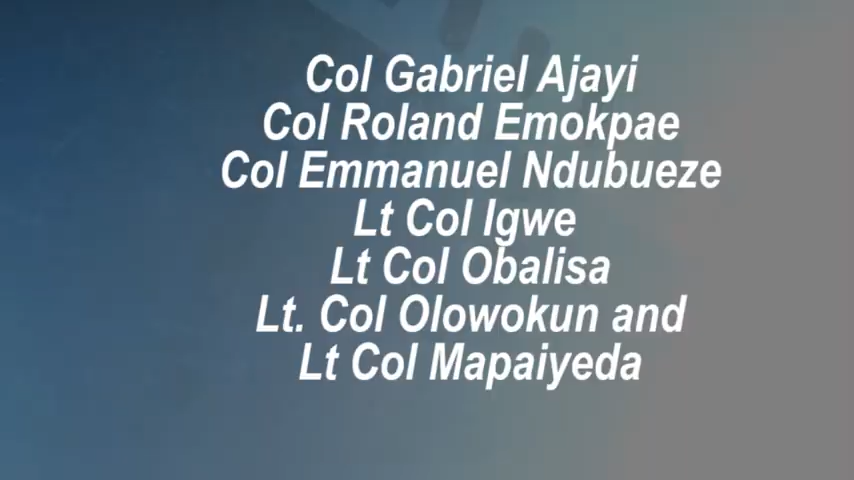 Col Gabriel Ajayi
Col Roland Emokpae
Col Emmanuel Ndubueze
Lt Col Igwe
Lt Col Obalisa
Lt. Col Olowokun and
Lt Col Mapaiyeda